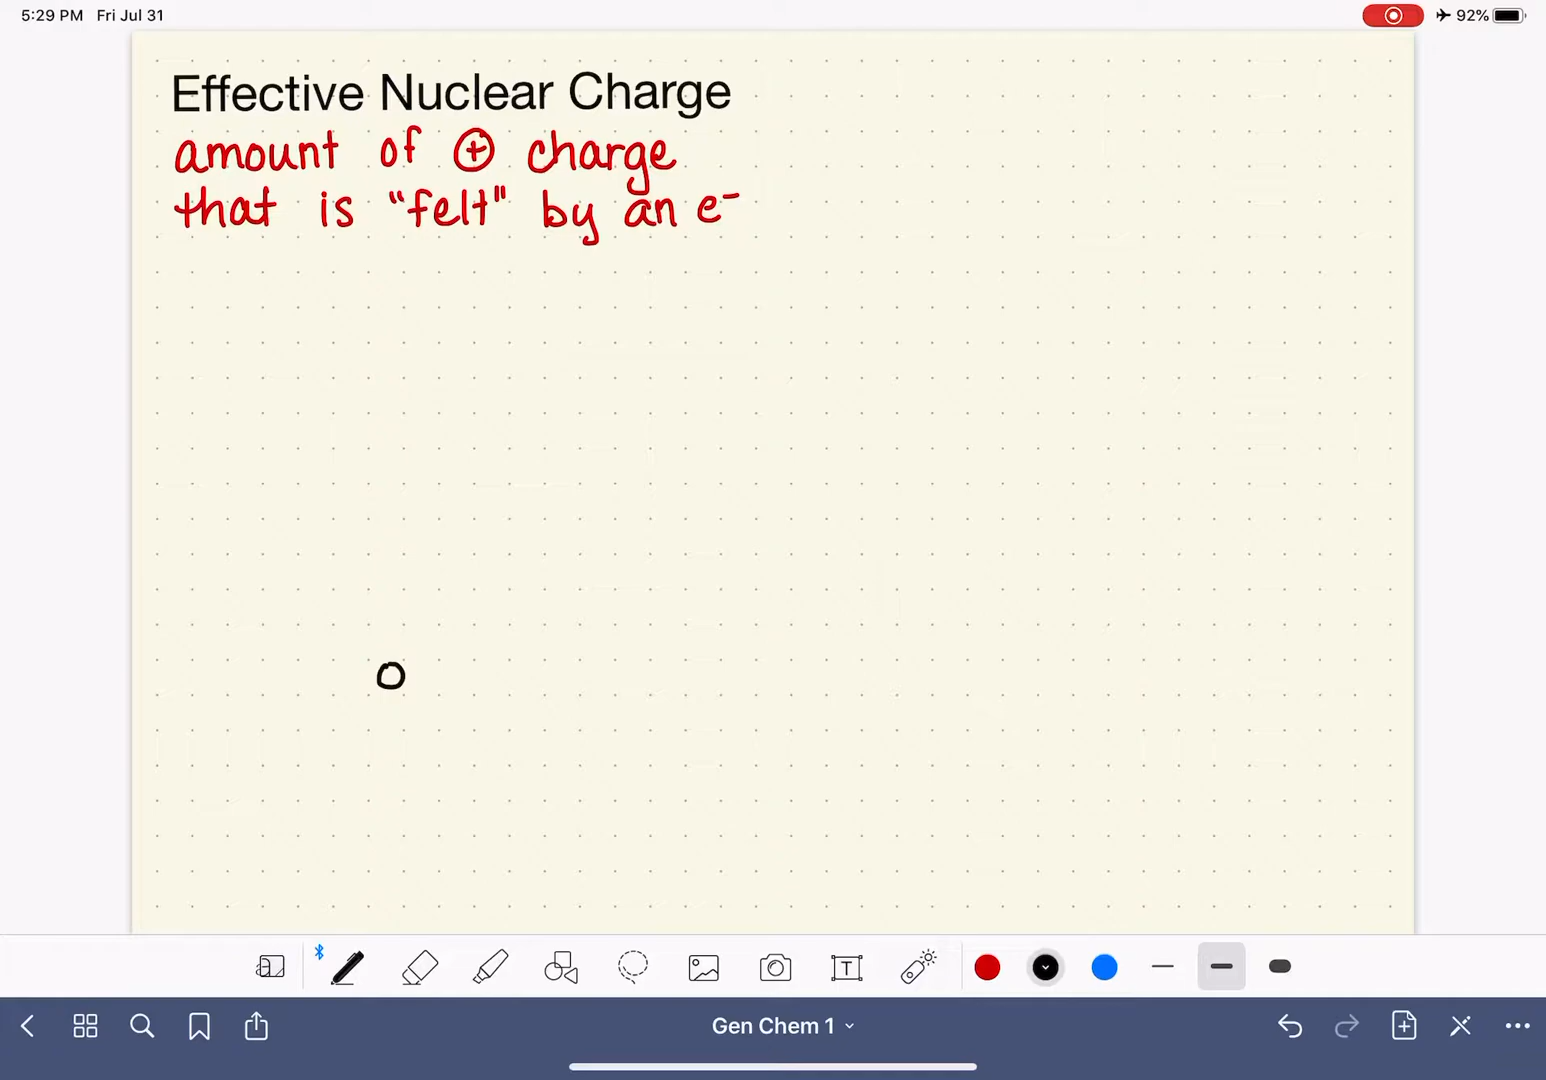 5:29 PM Fri Jul 31
92%
Effective Nuclear Charge
amount of ⊕ charge
that is "felt" by an e⁻
T
Gen Chem 1